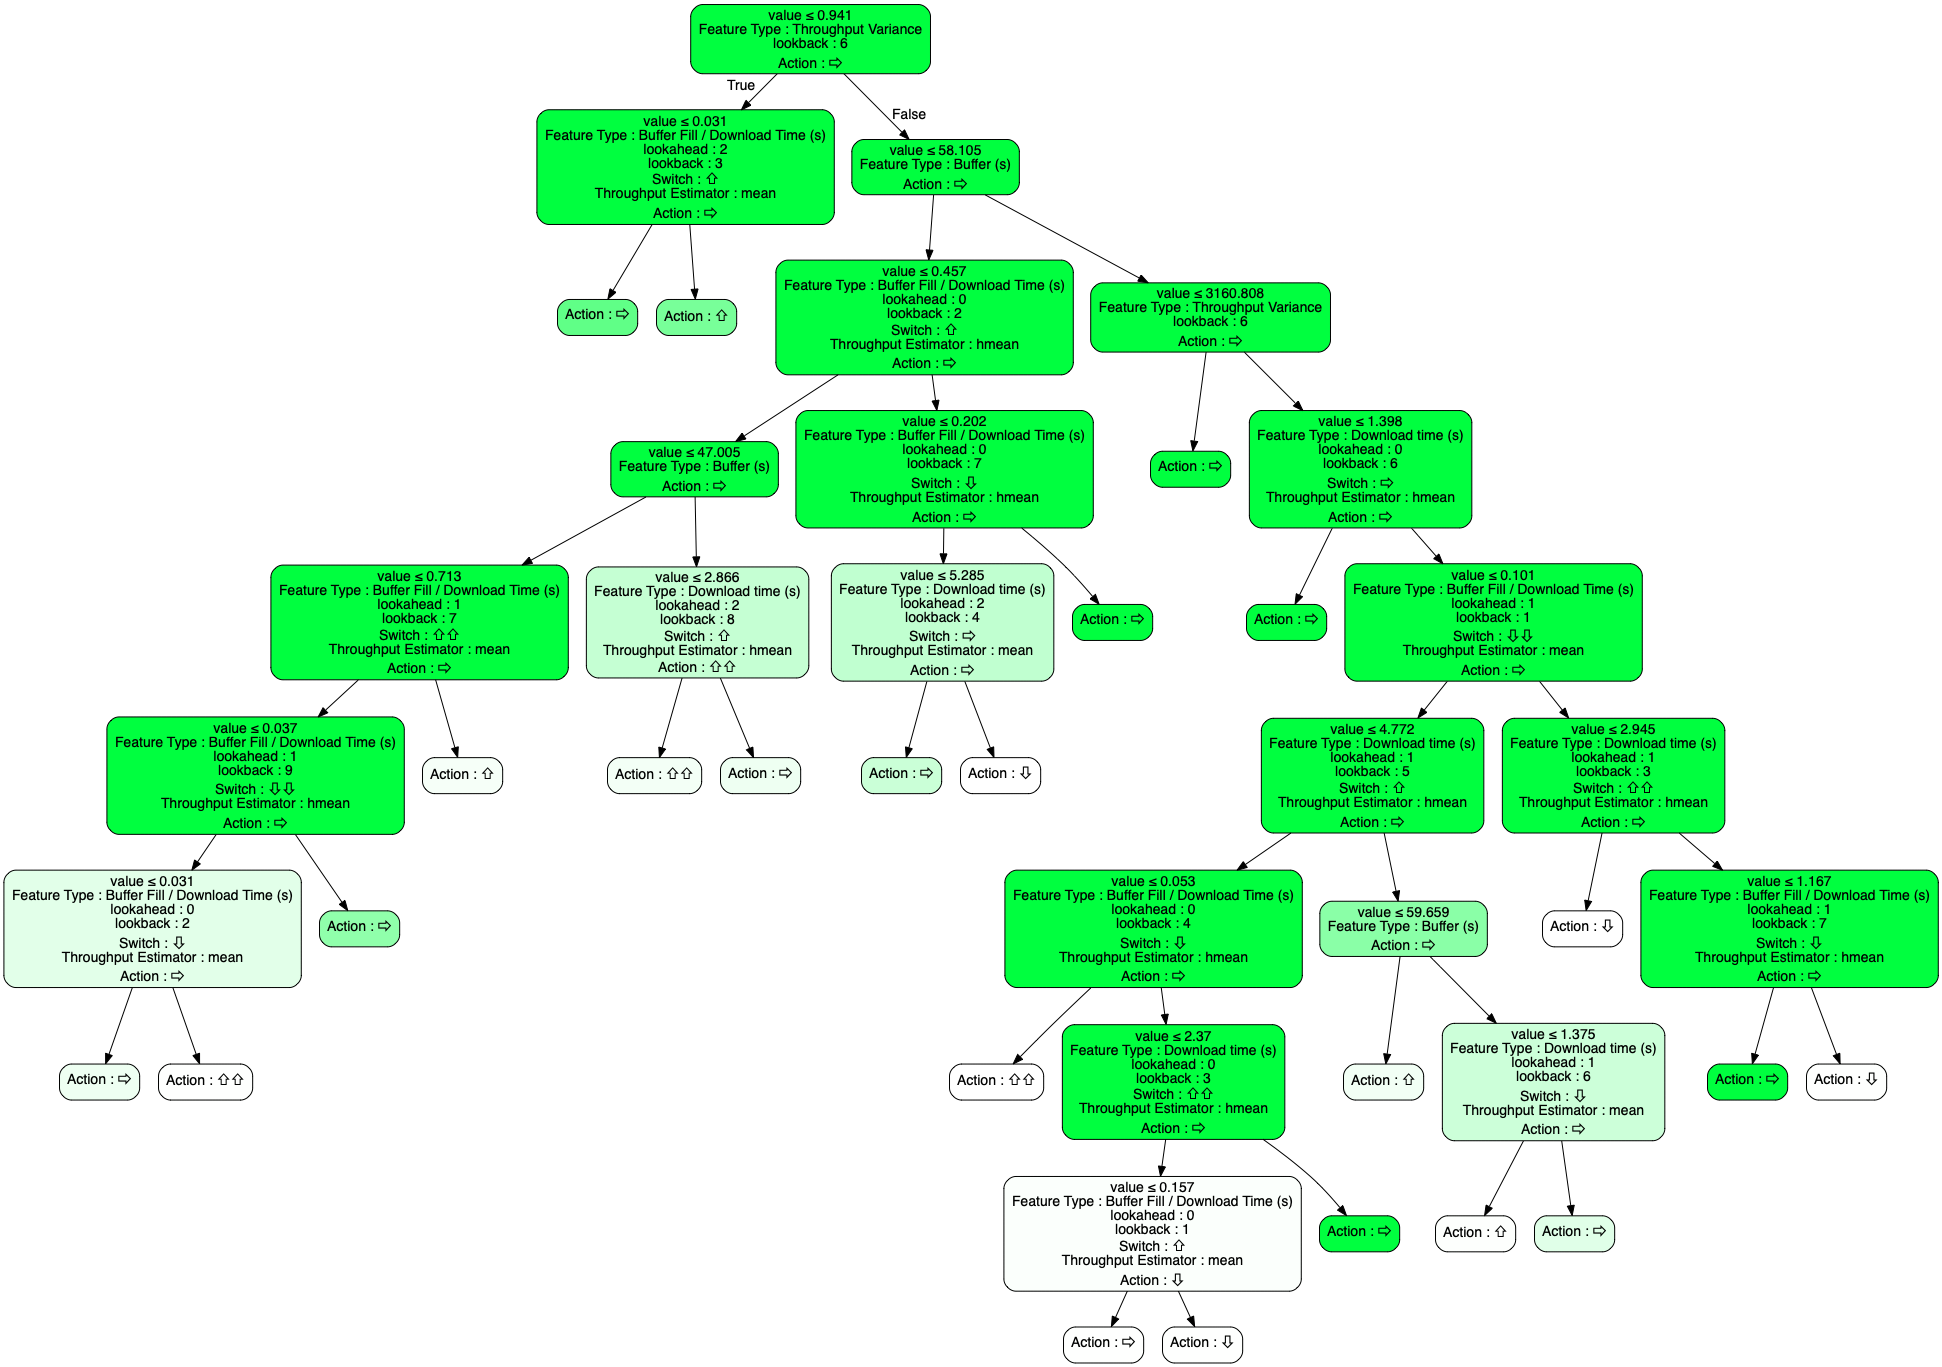 value ≤ 0.941
Feature Type : Throughput Variance
lookback : 6
Action : ⇨
True
False
value ≤ 0.031
Feature Type : Buffer Fill / Download Time (s)
lookahead : 2
lookback : 3
Switch : ⇧
Throughput Estimator : mean
Action : ⇨
value ≤ 58.105
Feature Type : Buffer (s)
Action : ⇨
Action : ⇨
Action : ⇧
value ≤ 0.457
Feature Type : Buffer Fill / Download Time (s)
lookahead : 0
lookback : 2
Switch : ⇧
Throughput Estimator : hmean
Action : ⇨
value ≤ 3160.808
Feature Type : Throughput Variance
lookback : 6
Action : ⇨
value ≤ 47.005
Feature Type : Buffer (s)
Action : ⇨
value ≤ 0.202
Feature Type : Buffer Fill / Download Time (s)
lookahead : 0
lookback : 7
Switch : ⇩
Throughput Estimator : hmean
Action : ⇨
Action : ⇨
value ≤ 1.398
Feature Type : Download time (s)
lookahead : 0
lookback : 6
Switch : ⇨
Throughput Estimator : hmean
Action : ⇨
value ≤ 0.713
Feature Type : Buffer Fill / Download Time (s)
lookahead : 1
lookback : 7
Switch : ⇧⇧
Throughput Estimator : mean
Action : ⇨
value ≤ 2.866
Feature Type : Download time (s)
lookahead : 2
lookback : 8
Switch : ⇧
Throughput Estimator : hmean
Action : ⇧⇧
value ≤ 5.285
Feature Type : Download time (s)
lookahead : 2
lookback : 4
Switch : ⇨
Throughput Estimator : mean
Action : ⇨
Action : ⇨
Action : ⇨
value ≤ 0.101
Feature Type : Buffer Fill / Download Time (s)
lookahead : 1
lookback : 1
Switch : ⇩⇩
Throughput Estimator : mean
Action : ⇨
value ≤ 0.037
Feature Type : Buffer Fill / Download Time (s)
lookahead : 1
lookback : 9
Switch : ⇩⇩
Throughput Estimator : hmean
Action : ⇨
Action : ⇧
Action : ⇧⇧
Action : ⇨
Action : ⇨
Action : ⇩
value ≤ 4.772
Feature Type : Download time (s)
lookahead : 1
lookback : 5
Switch : ⇧
Throughput Estimator : hmean
Action : ⇨
value ≤ 2.945
Feature Type : Download time (s)
lookahead : 1
lookback : 3
Switch : ⇧⇧
Throughput Estimator : hmean
Action : ⇨
value ≤ 0.031
Feature Type : Buffer Fill / Download Time (s)
lookahead : 0
lookback : 2
Switch : ⇩
Throughput Estimator : mean
Action : ⇨
Action : ⇨
value ≤ 0.053
Feature Type : Buffer Fill / Download Time (s)
lookahead : 0
lookback : 4
Switch : ⇩
Throughput Estimator : hmean
Action : ⇨
value ≤ 59.659
Feature Type : Buffer (s)
Action : ⇨
Action : ⇩
value ≤ 1.167
Feature Type : Buffer Fill / Download Time (s)
lookahead : 1
lookback : 7
Switch : ⇩
Throughput Estimator : hmean
Action : ⇨
Action : ⇨
Action : ⇧⇧
Action : ⇧⇧
value ≤ 2.37
Feature Type : Download time (s)
lookahead : 0
lookback : 3
Switch : ⇧⇧
Throughput Estimator : hmean
Action : ⇨
Action : ⇧
value ≤ 1.375
Feature Type : Download time (s)
lookahead : 1
lookback : 6
Switch : ⇩
Throughput Estimator : mean
Action : ⇨
Action : ⇨
Action : ⇩
value ≤ 0.157
Feature Type : Buffer Fill / Download Time (s)
lookahead : 0
lookback : 1
Switch : ⇧
Throughput Estimator : mean
Action : ⇩
Action : ⇨
Action : ⇧
Action : ⇨
Action : ⇨
Action : ⇩